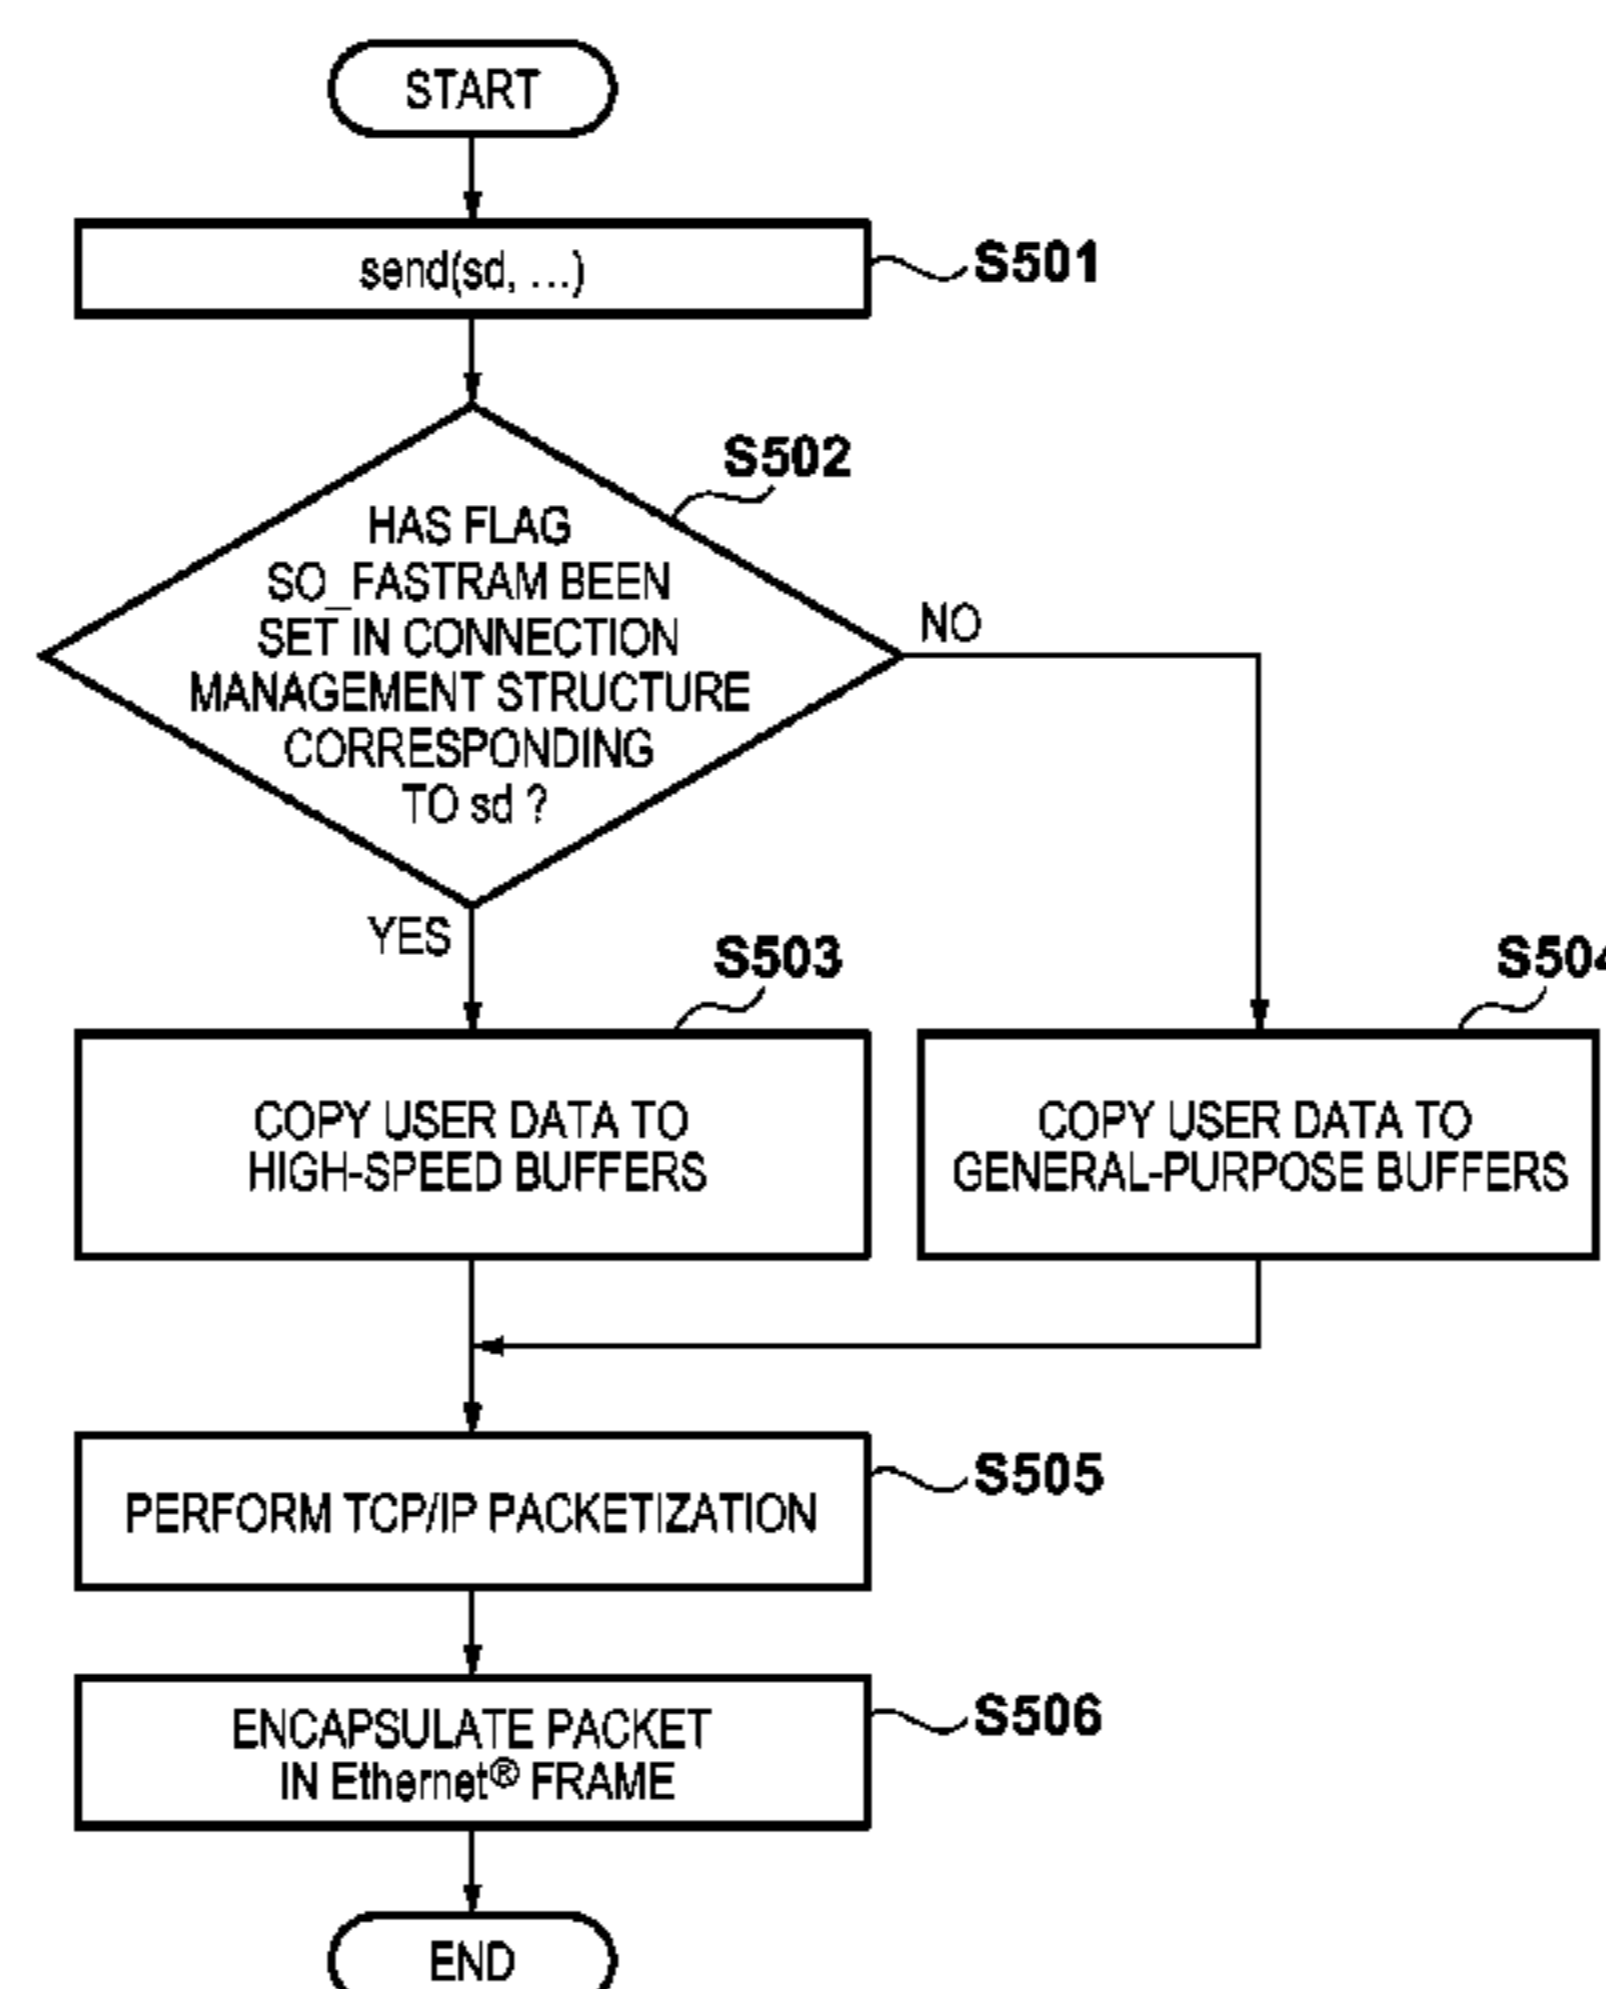 START
send(sd, ...)
S501
S502
HAS FLAG
SO_FASTRAM BEEN
SET IN CONNECTION
MANAGEMENT STRUCTURE
CORRESPONDING
TO sd ?
NO
YES
S503
COPY USER DATA TO
HIGH-SPEED BUFFERS
S504
COPY USER DATA TO
GENERAL-PURPOSE BUFFERS
PERFORM TCP/IP PACKETIZATION
S505
ENCAPSULATE PACKET
IN Ethernet® FRAME
S506
END